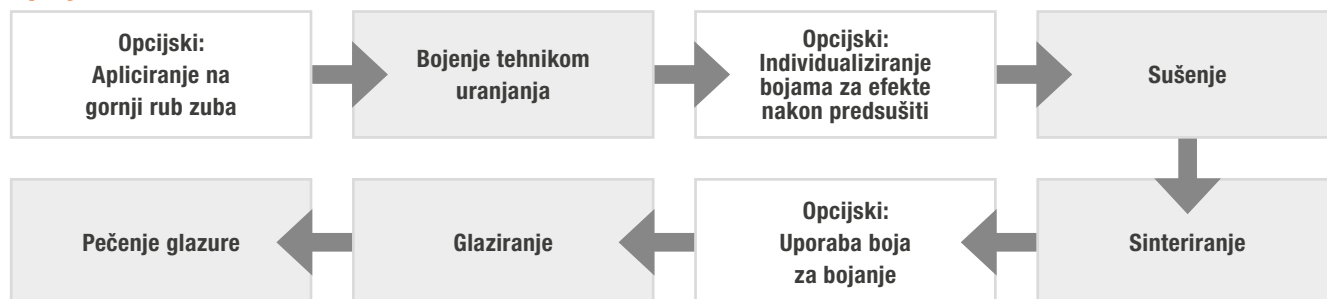 Opcijski:
Apliciranje na
gornji rub zuba
Bojenje tehnikom
uranjanja
Opcijski:
Individualiziranje
bojama za efekte
nakon predsušiti
Sušenje
Pečenje glazure
Glaziranje
Opcijski:
Uporaba boja
za bojanje
Sinteriranje